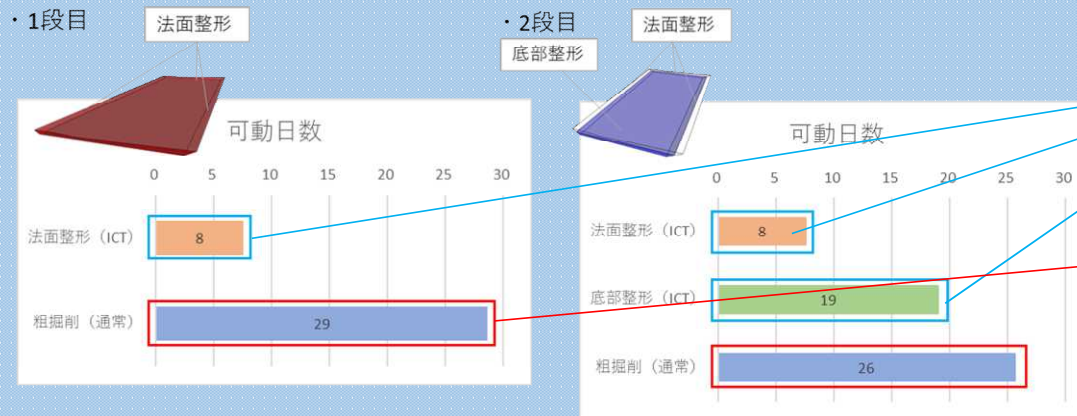 ・1段目
法面整形
可動日数
0 5 10 15 20 25 30
法面整形（ICT）
8
粗掘削（通常）
29
・2段目
法面整形
底部整形
可動日数
0 5 10 15 20 25 30
法面整形（ICT）
8
底部整形（ICT）
19
粗掘削（通常）
26